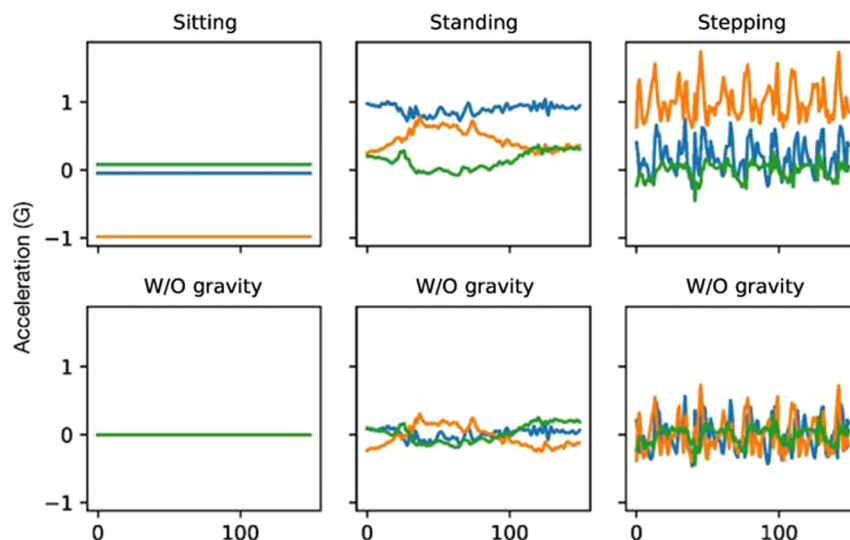 Sitting
Standing
Stepping
Acceleration (G)
1
0
−1
W/O gravity
W/O gravity
W/O gravity
1
0
−1
0
100
0
100
0
100